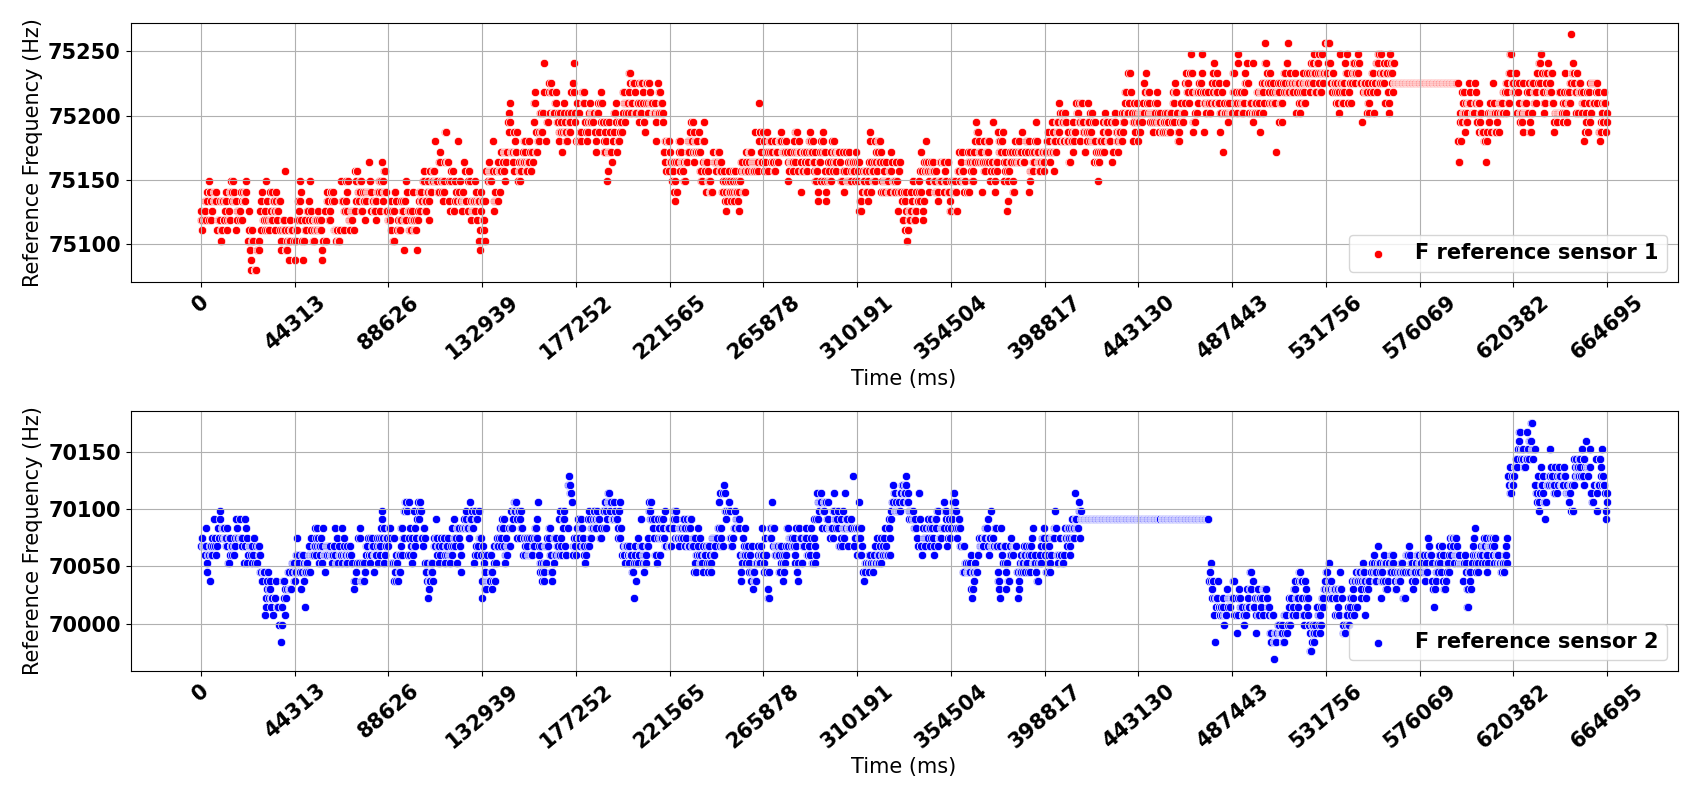 Reference Frequency (Hz)
75250
75200
75150
75100
F reference sensor 1
0 44313 88626 132939 177252 221565 265878 310191 354504 398817 443130 487443 531756 576069 620382 664695
Time (ms)
Reference Frequency (Hz)
70150
70100
70050
70000
F reference sensor 2
0 44313 88626 132939 177252 221565 265878 310191 354504 398817 443130 487443 531756 576069 620382 664695
Time (ms)